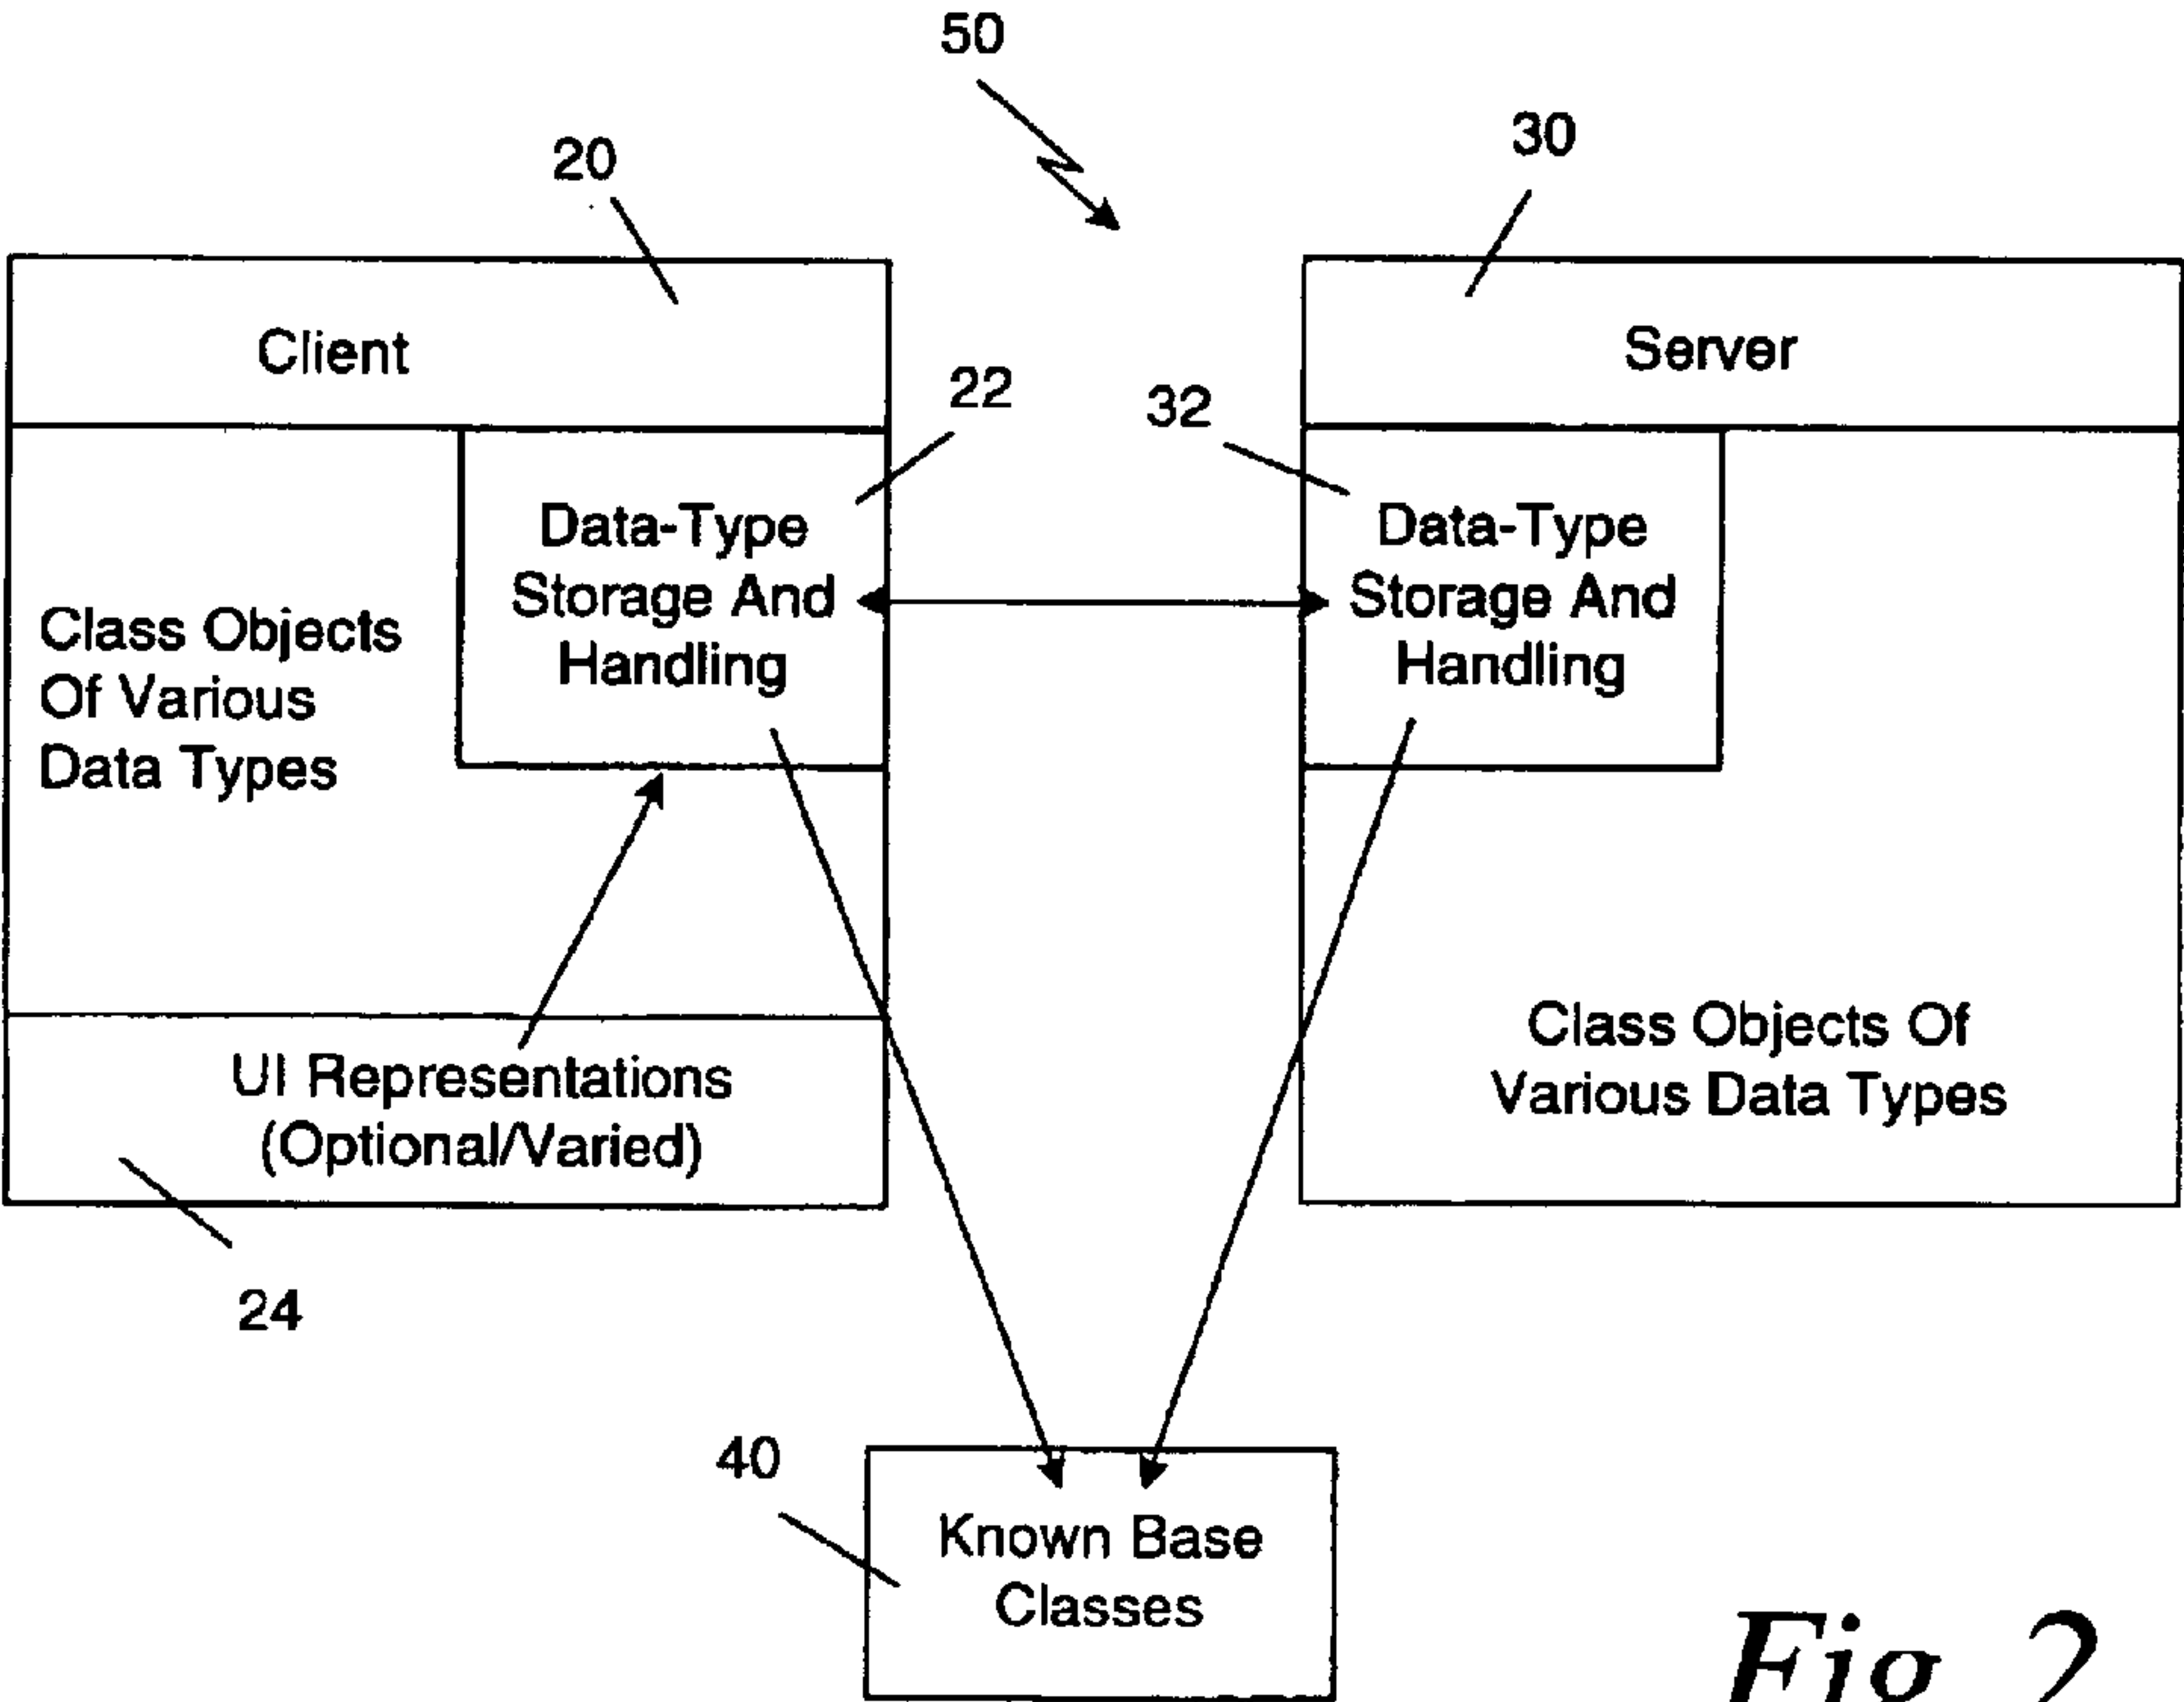 50
20
30
Client
Server
22
32
Data-Type
Storage And
Handling
Data-Type
Storage And
Handling
Class Objects
Of Various
Data Types
UI Representations
(Optional/Varied)
Class Objects Of
Various Data Types
24
40
Known Base
Classes
Fig. 2